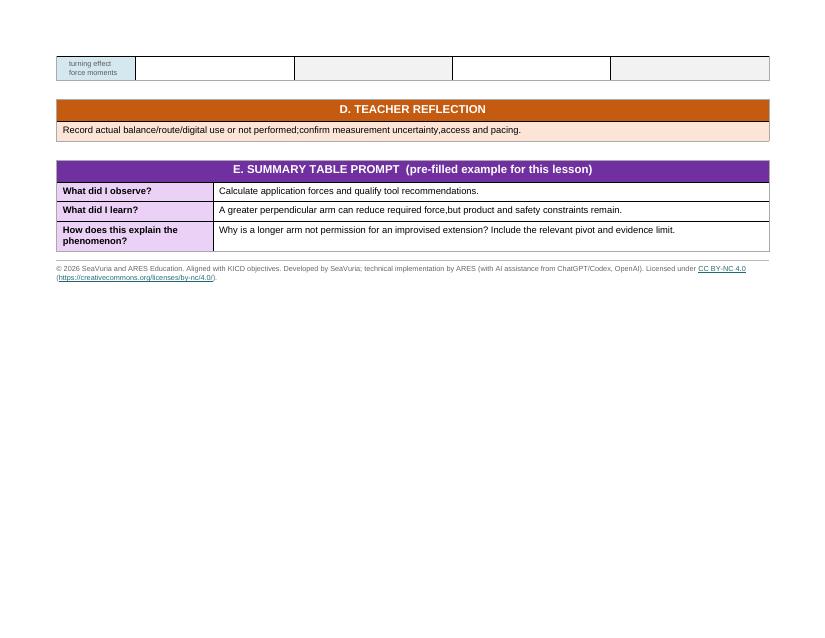 turning effect
force moments
D. TEACHER REFLECTION
Record actual balance/route/digital use or not performed;confirm measurement uncertainty,access and pacing.
E. SUMMARY TABLE PROMPT  (pre-filled example for this lesson)
What did I observe? Calculate application forces and qualify tool recommendations.
What did I learn? A greater perpendicular arm can reduce required force,but product and safety constraints remain.
How does this explain the phenomenon? Why is a longer arm not permission for an improvised extension? Include the relevant pivot and evidence limit.
© 2026 SeaVuria and ARES Education. Aligned with KICD objectives. Developed by SeaVuria; technical implementation by ARES (with AI assistance from ChatGPT/Codex, OpenAI). Licensed under CC BY-NC 4.0
(https://creativecommons.org/licenses/by-nc/4.0/).